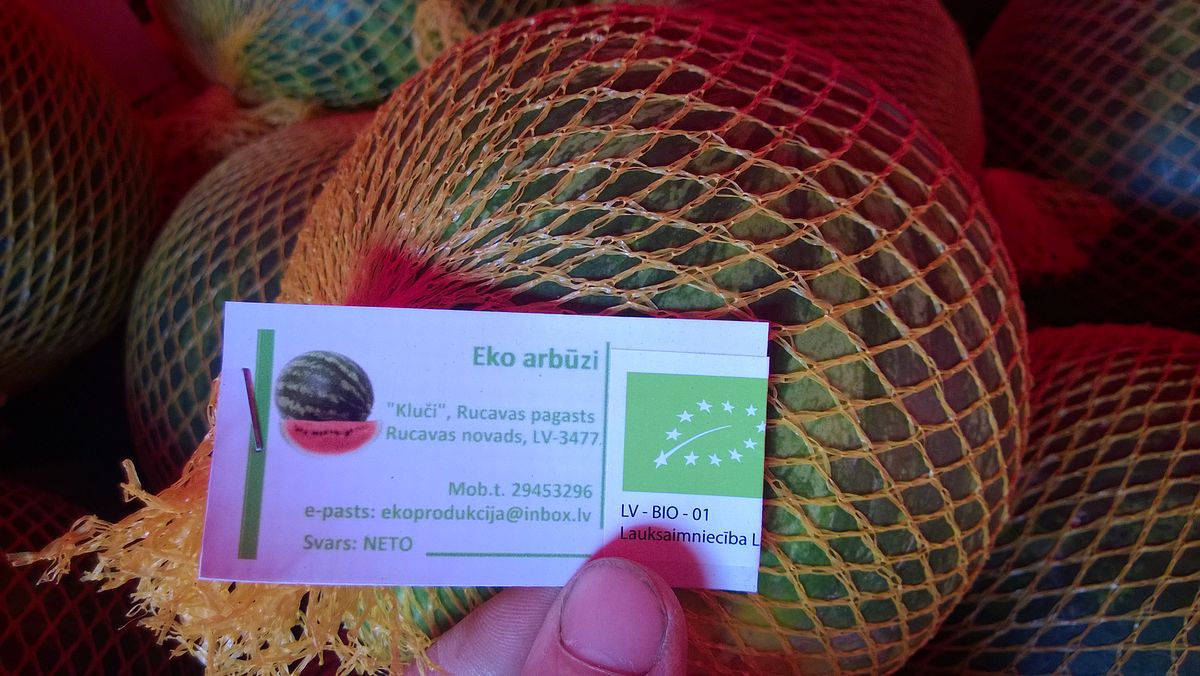 Eko arbūzi
"Kluči", Rucavas pagasts
Rucavas novads, LV-3477
Mob.t. 29453296
e-pasts: ekoprodukcija@inbox.lv
Svars: NETO
LV - BIO - 01
Lauksaimniecība L